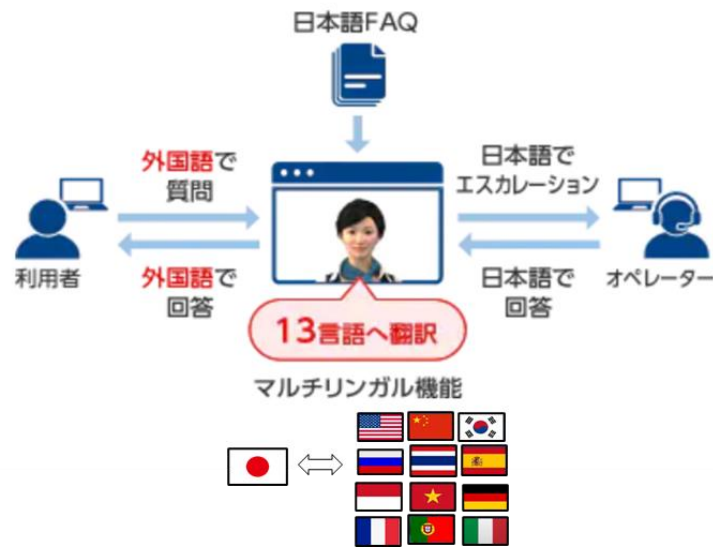 日本語FAQ
外国語で
質問
日本語で
エスカレーション
利用者
外国語で
回答
日本語で
回答
オペレーター
13言語へ翻訳
マルチリンガル機能